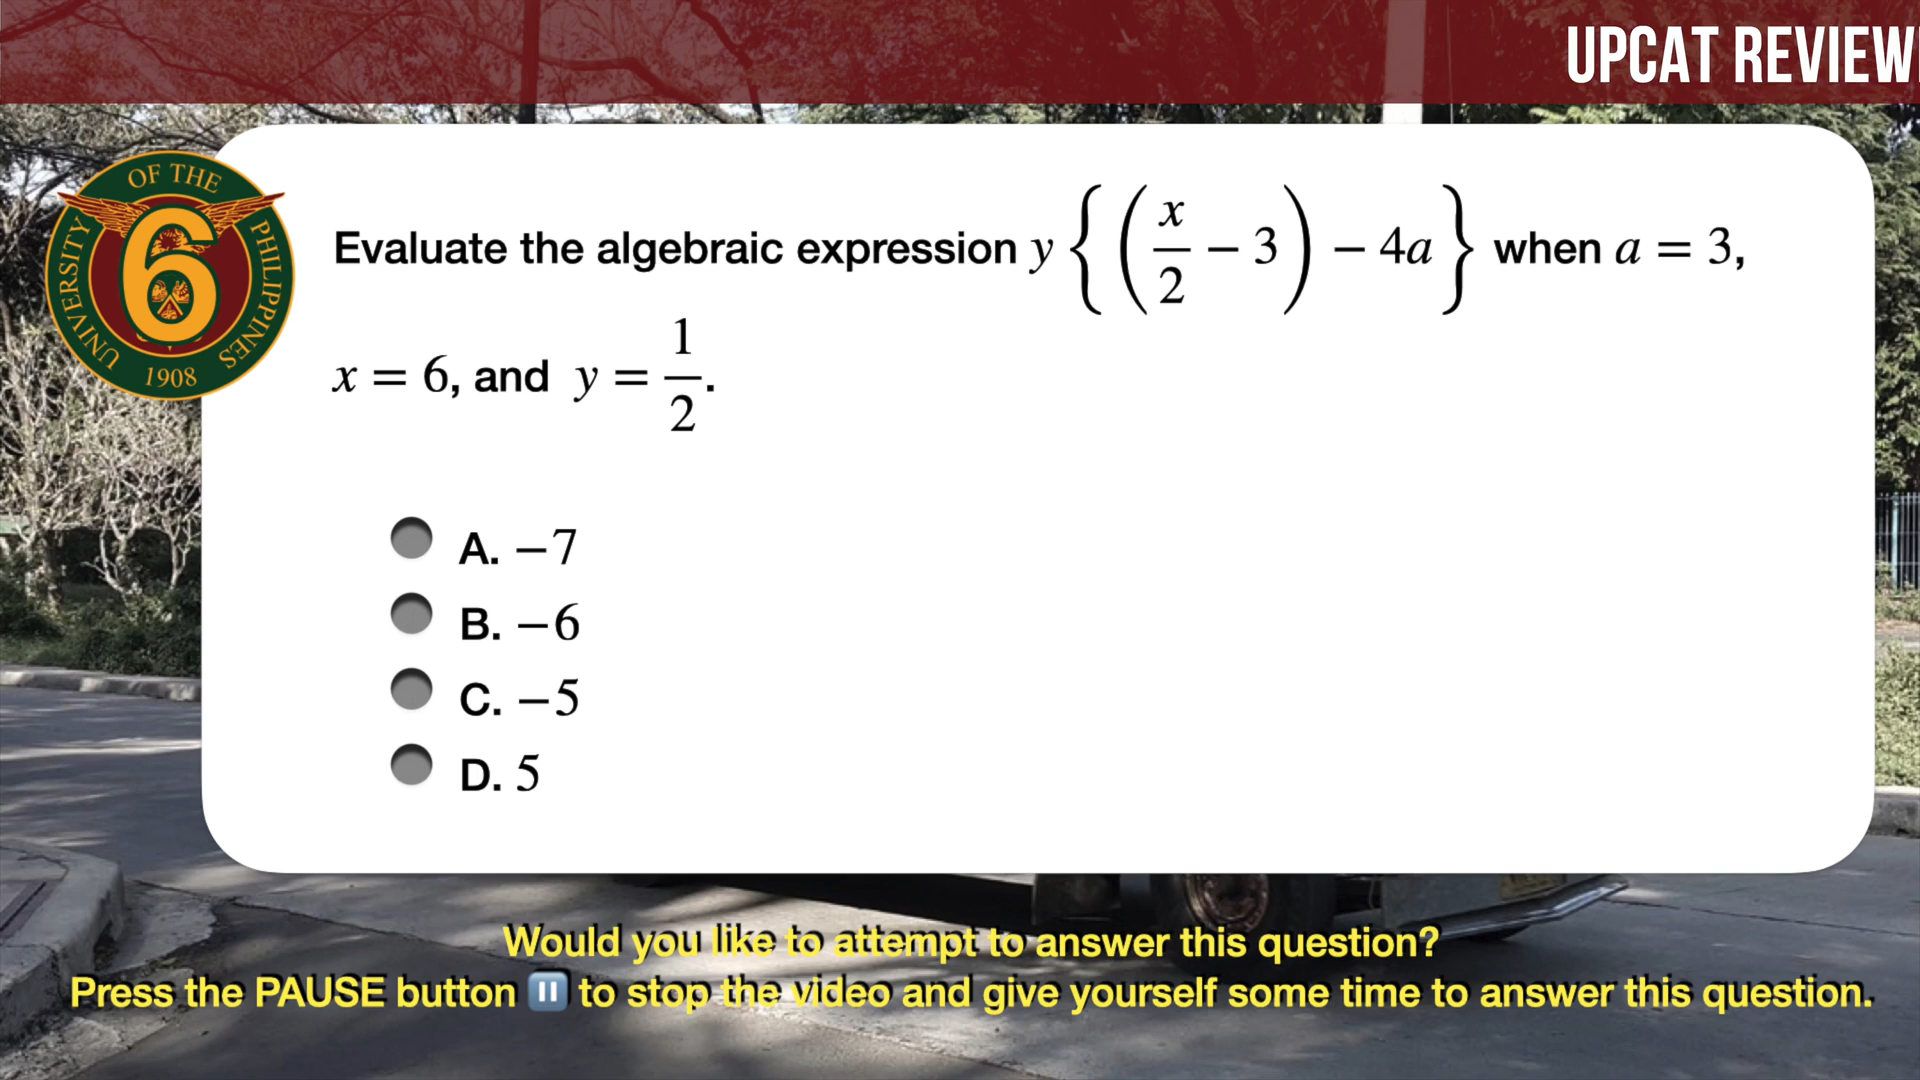 UPCAT REVIEW
UNIVERSITY OF THE PHILIPPINES
6
1908
Evaluate the algebraic expression y { ( x/2 − 3 ) − 4a } when a = 3,
x = 6, and y = 1/2.
A. −7
B. −6
C. −5
D. 5
Would you like to attempt to answer this question?
Press the PAUSE button ⏸ to stop the video and give yourself some time to answer this question.